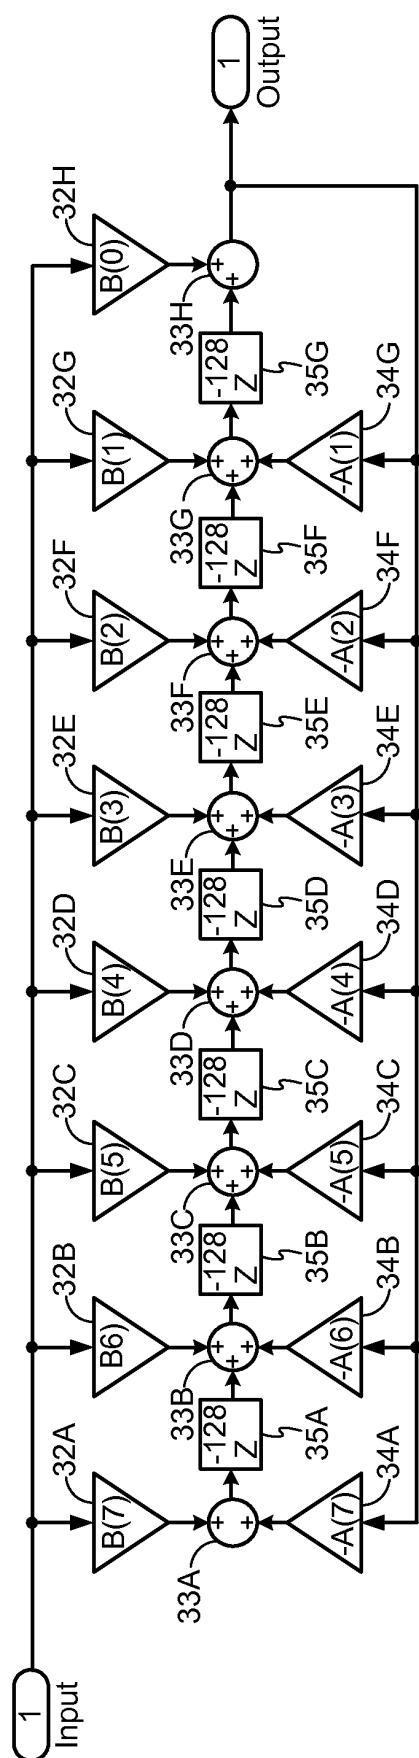 1
Input
32A
32B
32C
32D
32E
32F
32G
32H
B(7)
B6)
B(5)
B(4)
B(3)
B(2)
B(1)
B(0)
33A
33B
33C
33D
33E
33F
33G
33H
+ +
+ + +
+ + +
+ + +
+ + +
+ + +
+ + +
+ +
-128
Z
-128
Z
-128
Z
-128
Z
-128
Z
-128
Z
-128
Z
35A
35B
35C
35D
35E
35F
35G
-A(7)
-A(6)
-A(5)
-A(4)
-A(3)
-A(2)
-A(1)
34A
34B
34C
34D
34E
34F
34G
1
Output